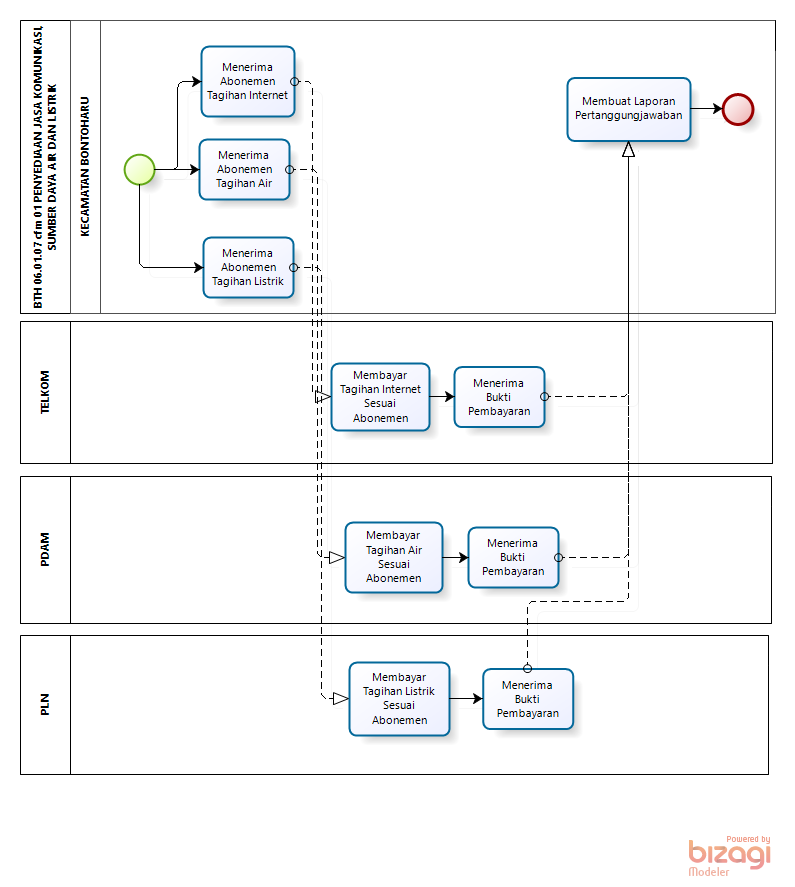 BTH 06.01.07 cfm 01 PENYEDIAAN JASA KOMUNIKASI,
SUMBER DAYA AIR DAN LISTRIK
KECAMATAN BONTOHARU
Menerima
Abonemen
Tagihan Internet
Menerima
Abonemen
Tagihan Air
Menerima
Abonemen
Tagihan Listrik
Membuat Laporan
Pertanggungjawaban
TELKOM
Membayar
Tagihan Internet
Sesuai
Abonemen
Menerima
Bukti
Pembayaran
PDAM
Membayar
Tagihan Air
Sesuai
Abonemen
Menerima
Bukti
Pembayaran
PLN
Membayar
Tagihan Listrik
Sesuai
Abonemen
Menerima
Bukti
Pembayaran
Powered by
bizagi
Modeler